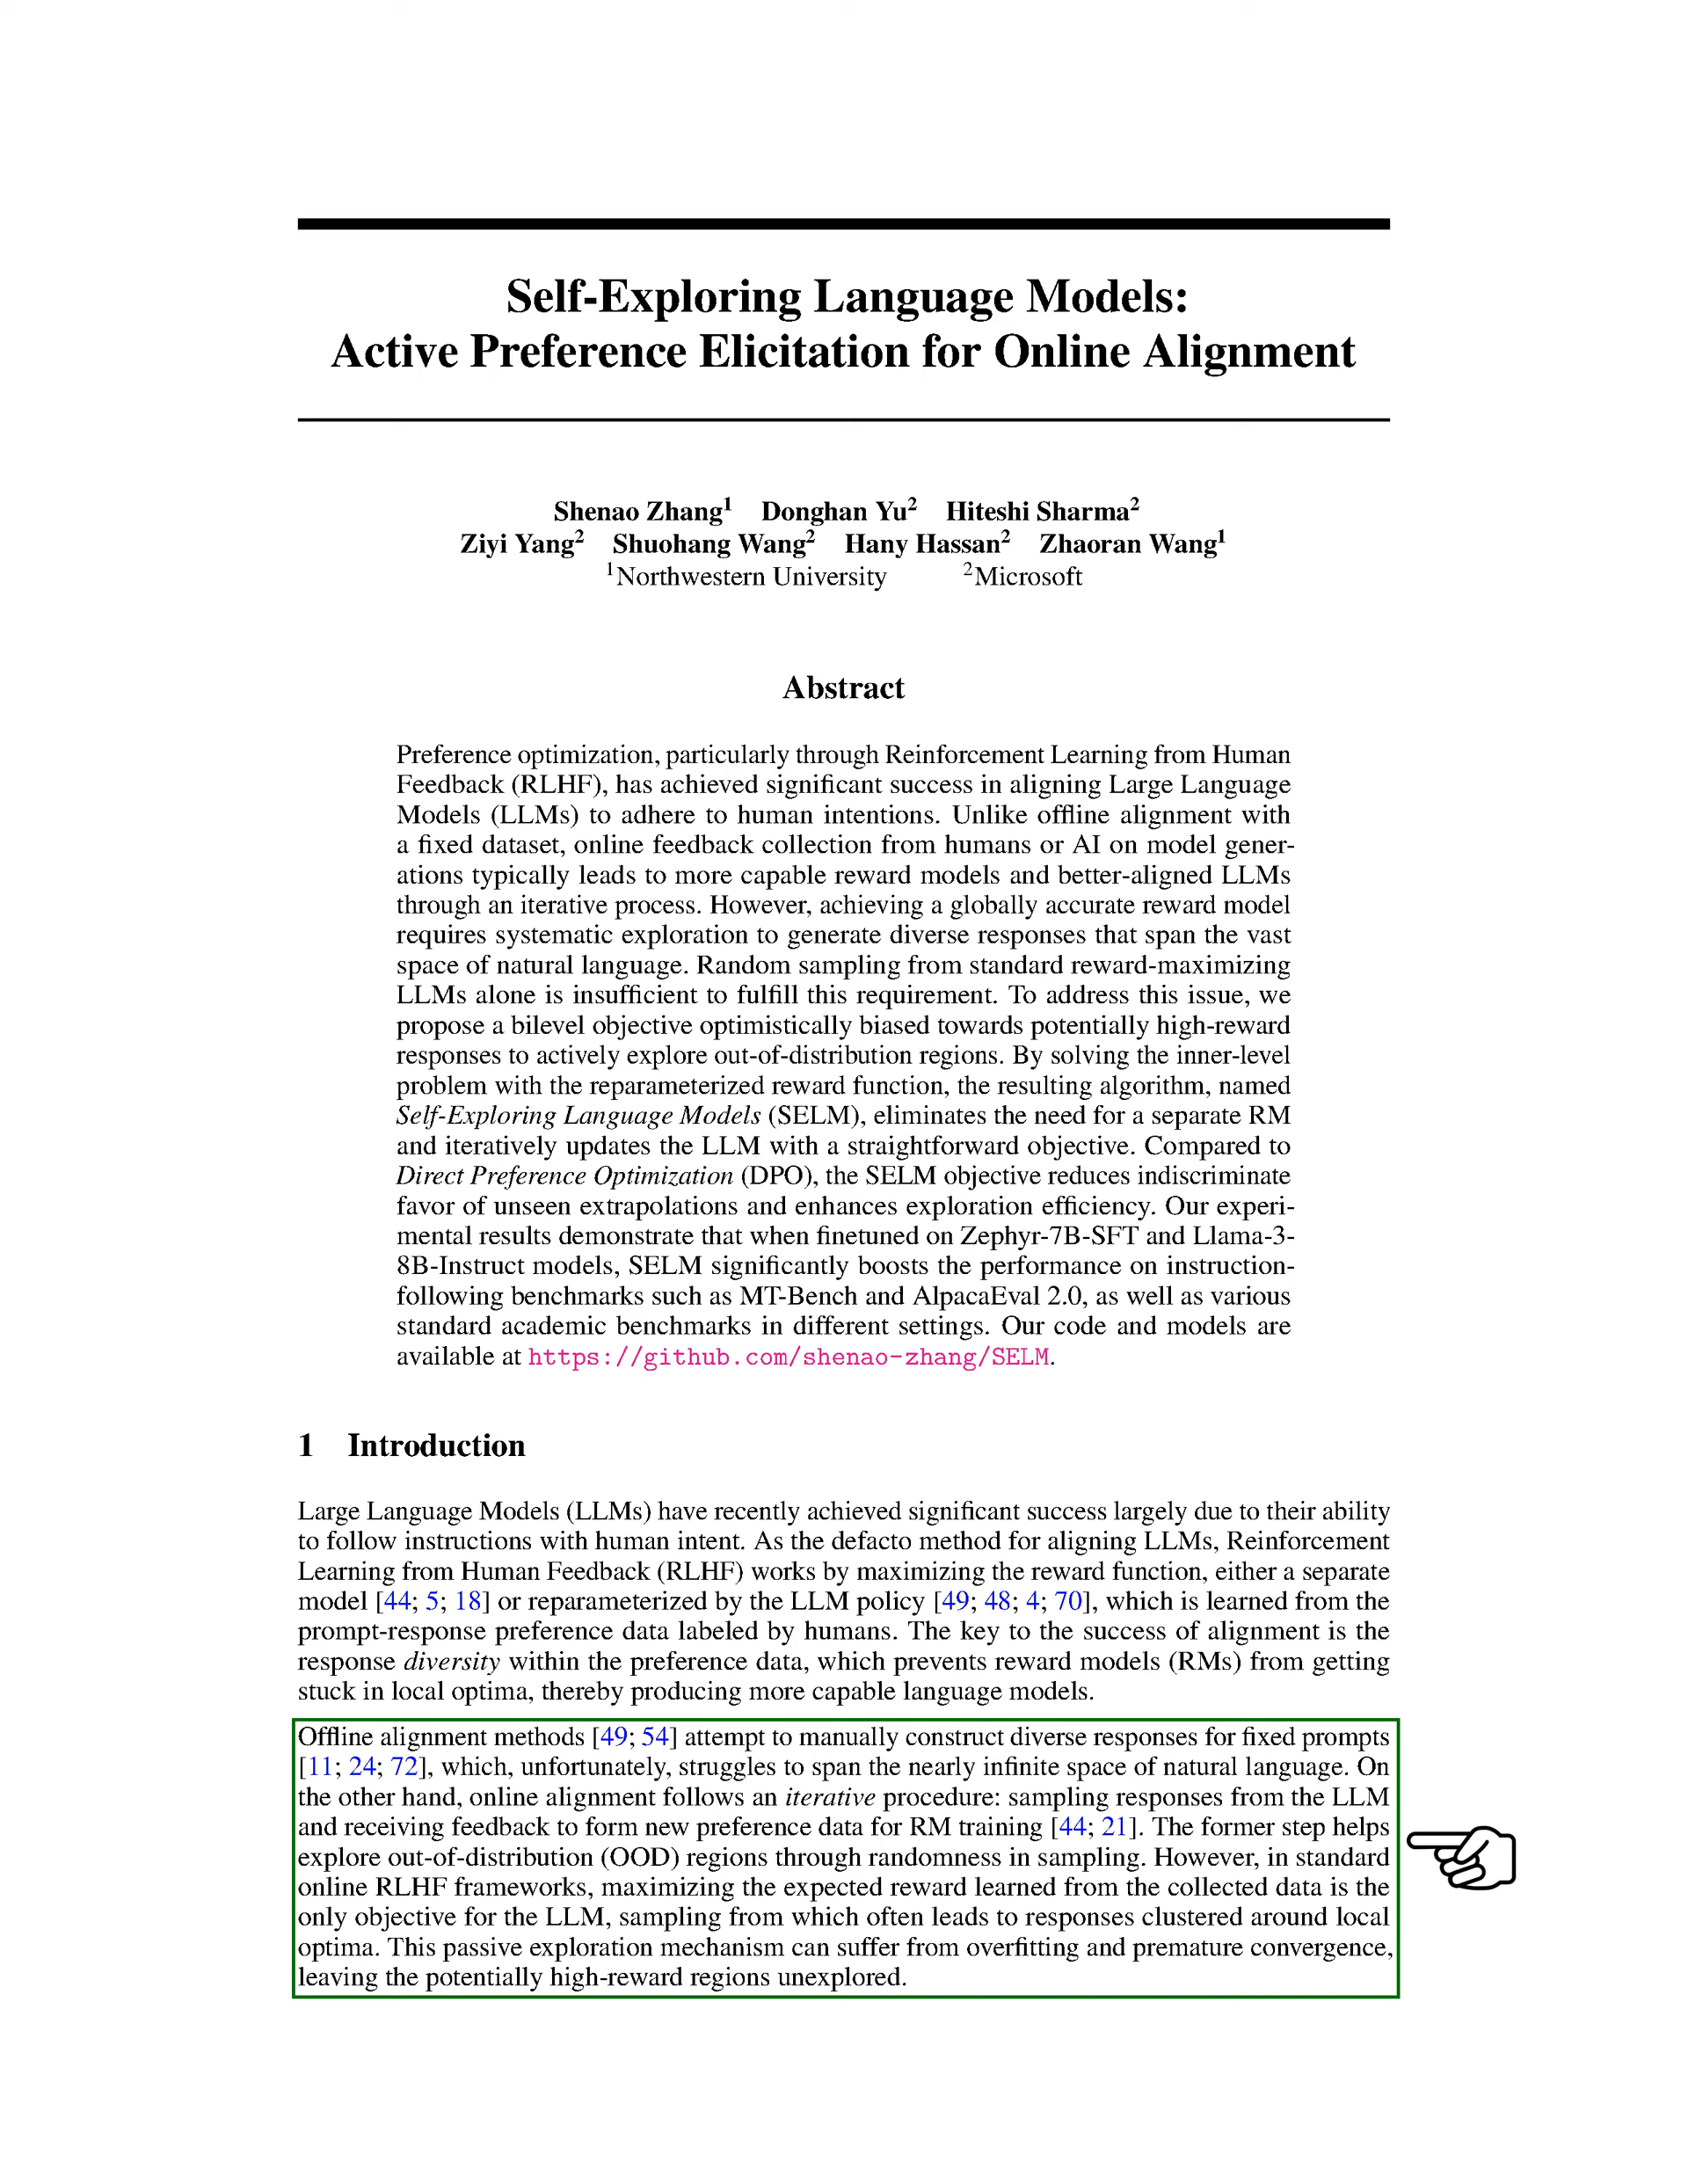 Self-Exploring Language Models:
Active Preference Elicitation for Online Alignment
Shenao Zhang1 Donghan Yu2 Hiteshi Sharma2
Ziyi Yang2 Shuohang Wang2 Hany Hassan2 Zhaoran Wang1
1Northwestern University 2Microsoft
Abstract
Preference optimization, particularly through Reinforcement Learning from Human
Feedback (RLHF), has achieved significant success in aligning Large Language
Models (LLMs) to adhere to human intentions. Unlike offline alignment with
a fixed dataset, online feedback collection from humans or AI on model gener-
ations typically leads to more capable reward models and better-aligned LLMs
through an iterative process. However, achieving a globally accurate reward model
requires systematic exploration to generate diverse responses that span the vast
space of natural language. Random sampling from standard reward-maximizing
LLMs alone is insufficient to fulfill this requirement. To address this issue, we
propose a bilevel objective optimistically biased towards potentially high-reward
responses to actively explore out-of-distribution regions. By solving the inner-level
problem with the reparameterized reward function, the resulting algorithm, named
Self-Exploring Language Models (SELM), eliminates the need for a separate RM
and iteratively updates the LLM with a straightforward objective. Compared to
Direct Preference Optimization (DPO), the SELM objective reduces indiscriminate
favor of unseen extrapolations and enhances exploration efficiency. Our experi-
mental results demonstrate that when finetuned on Zephyr-7B-SFT and Llama-3-
8B-Instruct models, SELM significantly boosts the performance on instruction-
following benchmarks such as MT-Bench and AlpacaEval 2.0, as well as various
standard academic benchmarks in different settings. Our code and models are
available at https://github.com/shenao-zhang/SELM.
1 Introduction
Large Language Models (LLMs) have recently achieved significant success largely due to their ability
to follow instructions with human intent. As the defacto method for aligning LLMs, Reinforcement
Learning from Human Feedback (RLHF) works by maximizing the reward function, either a separate
model [44; 5; 18] or reparameterized by the LLM policy [49; 48; 4; 70], which is learned from the
prompt-response preference data labeled by humans. The key to the success of alignment is the
response diversity within the preference data, which prevents reward models (RMs) from getting
stuck in local optima, thereby producing more capable language models.
Offline alignment methods [49; 54] attempt to manually construct diverse responses for fixed prompts
[11; 24; 72], which, unfortunately, struggles to span the nearly infinite space of natural language. On
the other hand, online alignment follows an iterative procedure: sampling responses from the LLM
and receiving feedback to form new preference data for RM training [44; 21]. The former step helps
explore out-of-distribution (OOD) regions through randomness in sampling. However, in standard
online RLHF frameworks, maximizing the expected reward learned from the collected data is the
only objective for the LLM, sampling from which often leads to responses clustered around local
optima. This passive exploration mechanism can suffer from overfitting and premature convergence,
leaving the potentially high-reward regions unexplored.